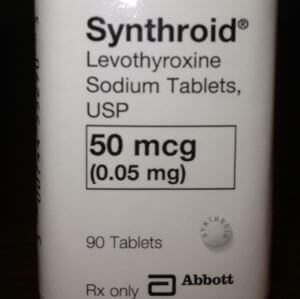 Synthroid®
Levothyroxine
Sodium Tablets,
USP
50 mcg
(0.05 mg)
90 Tablets
SYNTHROID
Rx only
Abbott